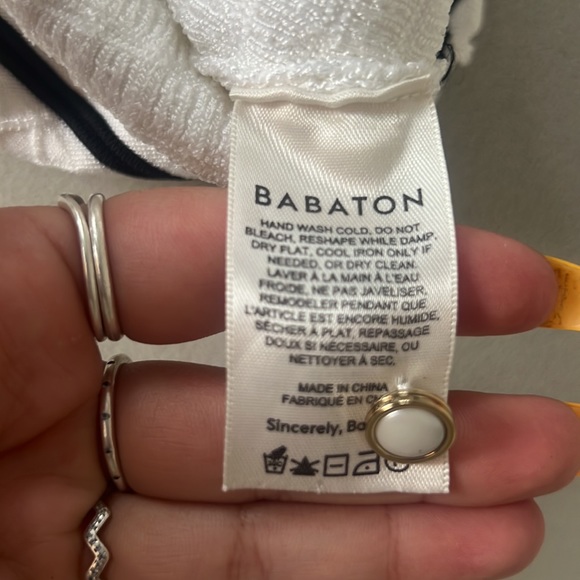 BABATON
HAND WASH COLD, DO NOT
BLEACH, RESHAPE WHILE DAMP,
DRY FLAT, COOL IRON ONLY IF
NEEDED, OR DRY CLEAN.
LAVER À LA MAIN À L'EAU
FROIDE, NE PAS JAVELISER,
REMODELER PENDANT QUE
L'ARTICLE EST ENCORE HUMIDE,
SÉCHER À PLAT, REPASSAGE
DOUX SI NÉCESSAIRE, OU
NETTOYER À SEC.
MADE IN CHINA
FABRIQUÉ EN
Sincerely,